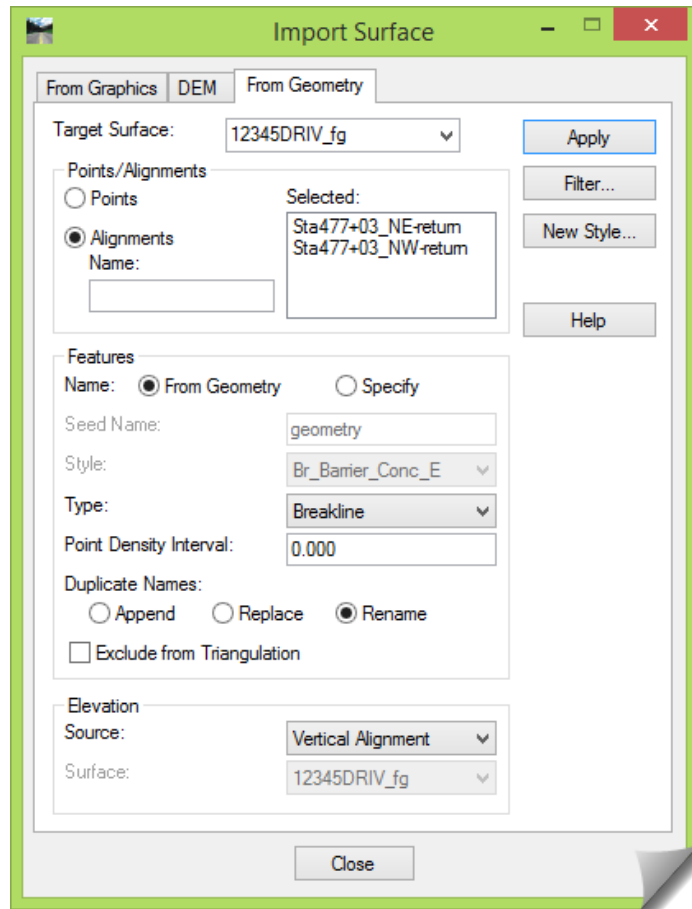 Import Surface
From Graphics DEM From Geometry
Target Surface: 12345DRIV_fg
Apply
Points/Alignments
Points
Selected:
Filter...
Alignments
Sta477+03_NE-return
Sta477+03_NW-return
New Style...
Name:
Help
Features
Name: From Geometry Specify
Seed Name: geometry
Style: Br_Barrier_Conc_E
Type: Breakline
Point Density Interval: 0.000
Duplicate Names:
Append Replace Rename
Exclude from Triangulation
Elevation
Source: Vertical Alignment
Surface: 12345DRIV_fg
Close